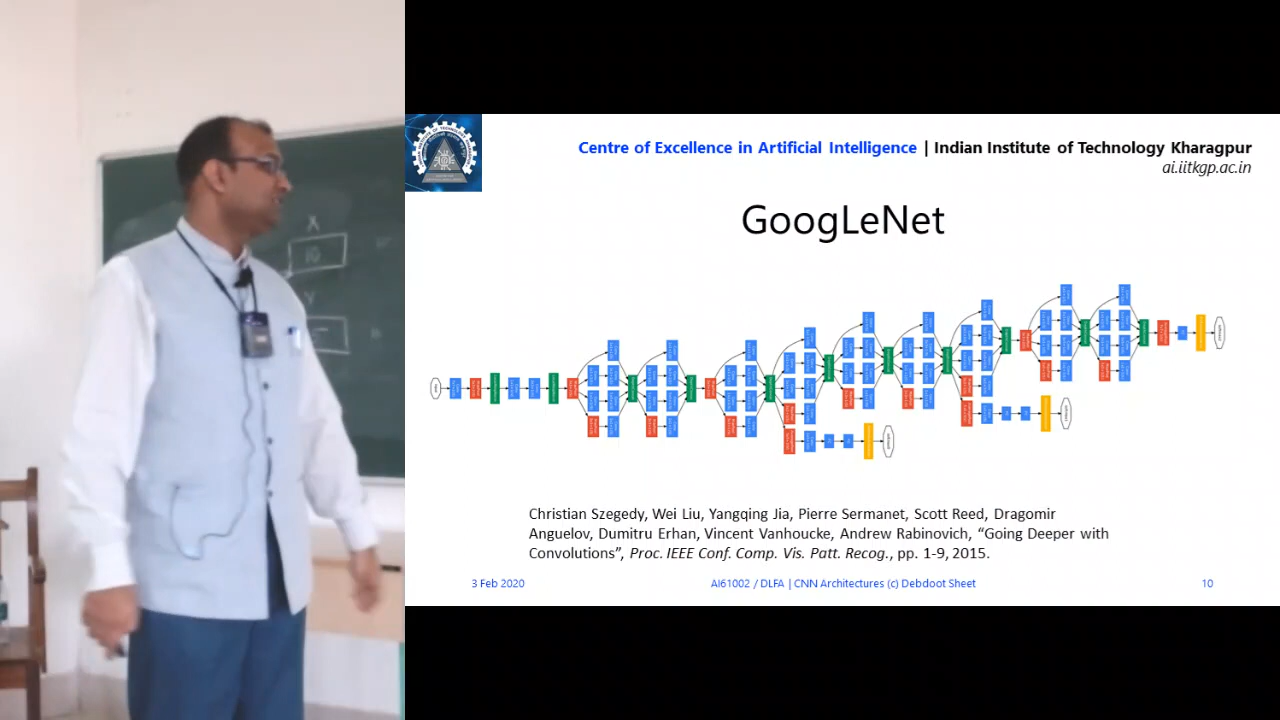 X
10
Centre of Excellence in Artificial Intelligence | Indian Institute of Technology Kharagpur
ai.iitkgp.ac.in
GoogLeNet
Christian Szegedy, Wei Liu, Yangqing Jia, Pierre Sermanet, Scott Reed, Dragomir
Anguelov, Dumitru Erhan, Vincent Vanhoucke, Andrew Rabinovich, “Going Deeper with
Convolutions”, Proc. IEEE Conf. Comp. Vis. Patt. Recog., pp. 1-9, 2015.
3 Feb 2020
AI61002 / DLFA | CNN Architectures (c) Debdoot Sheet
10